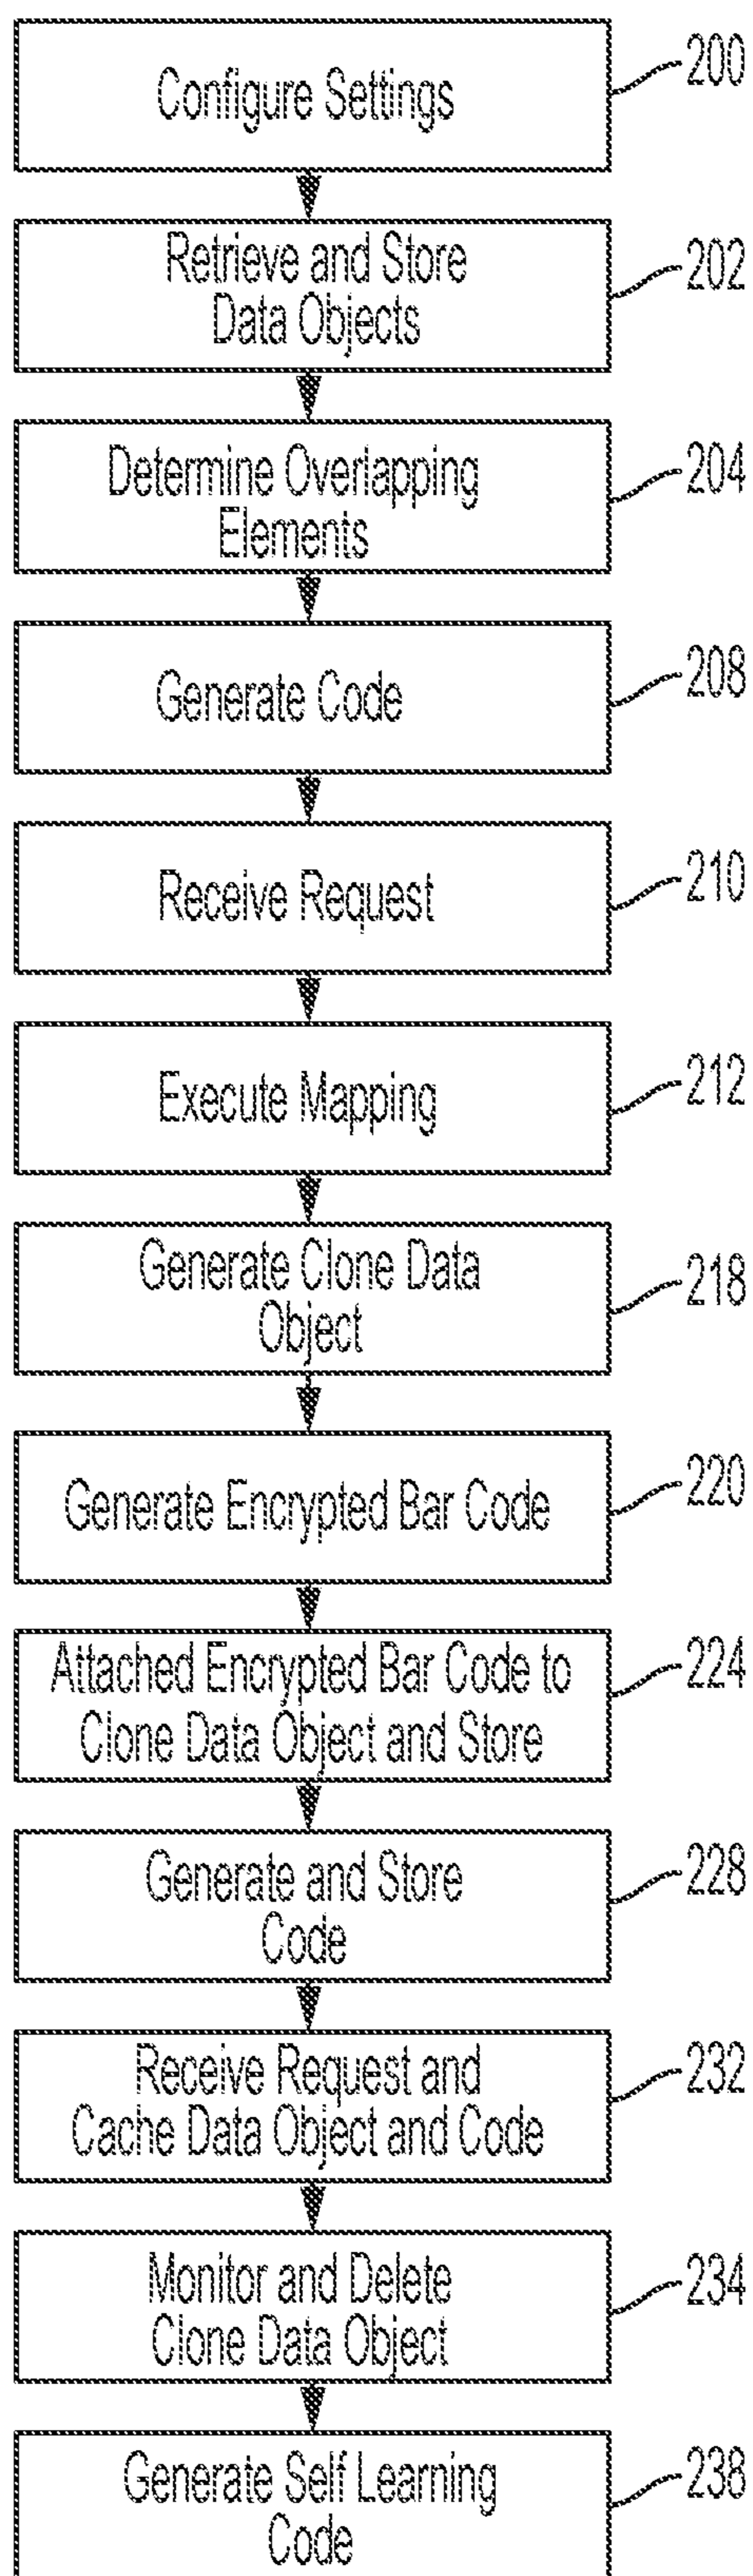 Configure Settings
200
Retrieve and Store
Data Objects
202
Determine Overlapping
Elements
204
Generate Code
208
Receive Request
210
Execute Mapping
212
Generate Clone Data
Object
218
Generate Encrypted Bar Code
220
Attached Encrypted Bar Code to
Clone Data Object and Store
224
Generate and Store
Code
228
Receive Request and
Cache Data Object and Code
232
Monitor and Delete
Clone Data Object
234
Generate Self Learning
Code
238